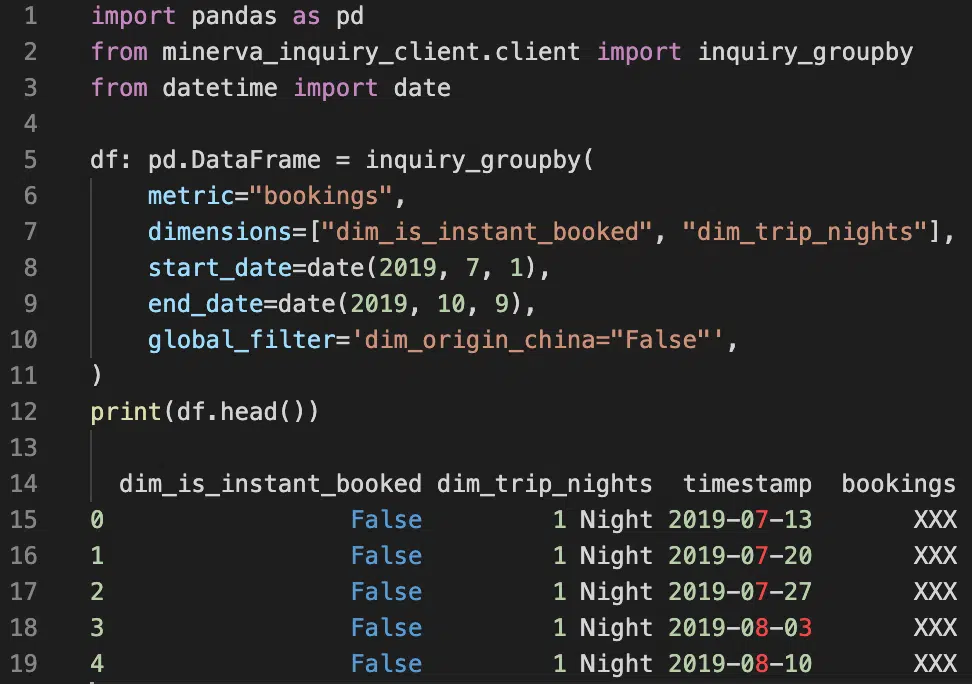 1 import pandas as pd
2 from minerva_inquiry_client.client import inquiry_groupby
3 from datetime import date
4
5 df: pd.DataFrame = inquiry_groupby(
6     metric="bookings",
7     dimensions=["dim_is_instant_booked", "dim_trip_nights"],
8     start_date=date(2019, 7, 1),
9     end_date=date(2019, 10, 9),
10     global_filter='dim_origin_china="False"',
11 )
12 print(df.head())
13
14   dim_is_instant_booked dim_trip_nights  timestamp  bookings
15 0                 False         1 Night 2019-07-13       XXX
16 1                 False         1 Night 2019-07-20       XXX
17 2                 False         1 Night 2019-07-27       XXX
18 3                 False         1 Night 2019-08-03       XXX
19 4                 False         1 Night 2019-08-10       XXX